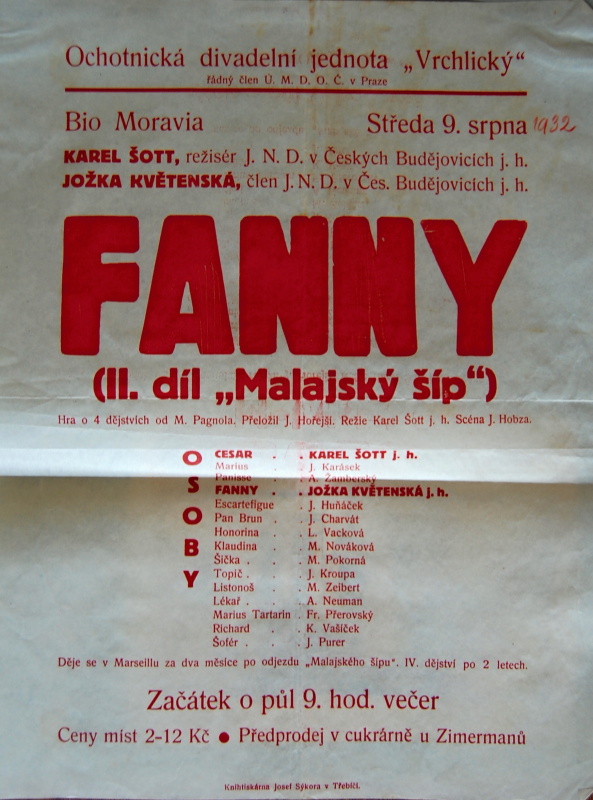 Ochotnická divadelní jednota „Vrchlický“
řádný člen Ú. M. D. O. Č. v Praze
Bio Moravia Středa 9. srpna 1932
KAREL ŠOTT, režisér J. N. D. v Českých Budějovicích j. h.
JOŽKA KVĚTENSKÁ, člen J. N. D. v Čes. Budějovicích j. h.
FANNY
(II. díl „Malajský šíp“)
Hra o 4 dějstvích od M. Pagnola. Přeložil J. Hořejší. Režie Karel Šott j. h. Scéna J. Hobza.
OSOBY
CESAR . . KAREL ŠOTT j. h.
Marius . . J. Karásek
Panisse . . A. Žamberský
FANNY . . JOŽKA KVĚTENSKÁ j. h.
Escartefigue . J. Huňáček
Pan Brun . . J. Charvát
Honorina . . L. Vacková
Klaudina . . M. Nováková
Šička . . . M. Pokorná
Topič . . . J. Kroupa
Listonoš . . M. Zeibert
Lékař . . . A. Neuman
Marius Tartarin . Fr. Přerovský
Richard . . K. Vašíček
Šofér . . . J. Purer
Děje se v Marseillu za dva měsíce po odjezdu „Malajského šípu“. IV. dějství po 2 letech.
Začátek o půl 9. hod. večer
Ceny míst 2-12 Kč ● Předprodej v cukrárně u Zimermanů
Knihtiskárna Josef Sýkora v Třebíči.